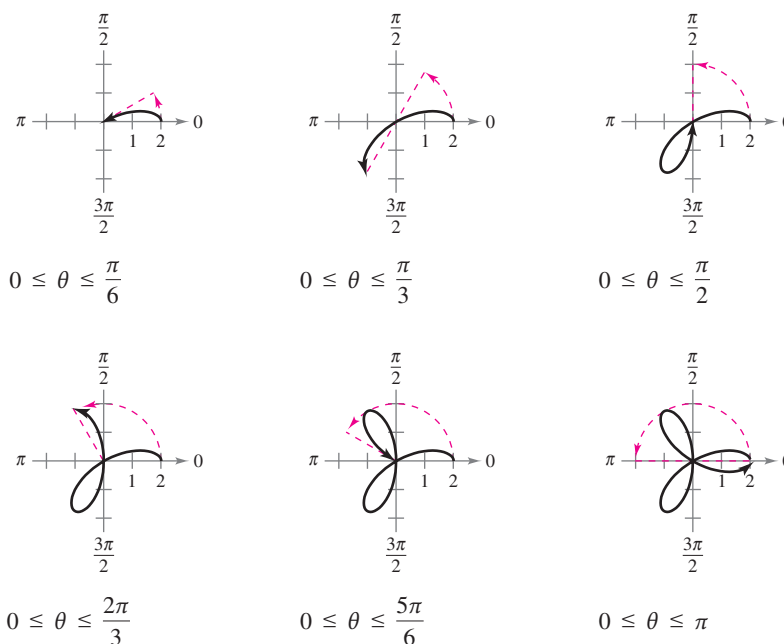 π/2 π/2 π/2
π 1 2 0 π 1 2 0 π 1 2 0
3π/2 3π/2 3π/2
0 ≤ θ ≤ π/6 0 ≤ θ ≤ π/3 0 ≤ θ ≤ π/2
π/2 π/2 π/2
π 1 2 0 π 1 2 0 π 1 2 0
3π/2 3π/2 3π/2
0 ≤ θ ≤ 2π/3 0 ≤ θ ≤ 5π/6 0 ≤ θ ≤ π